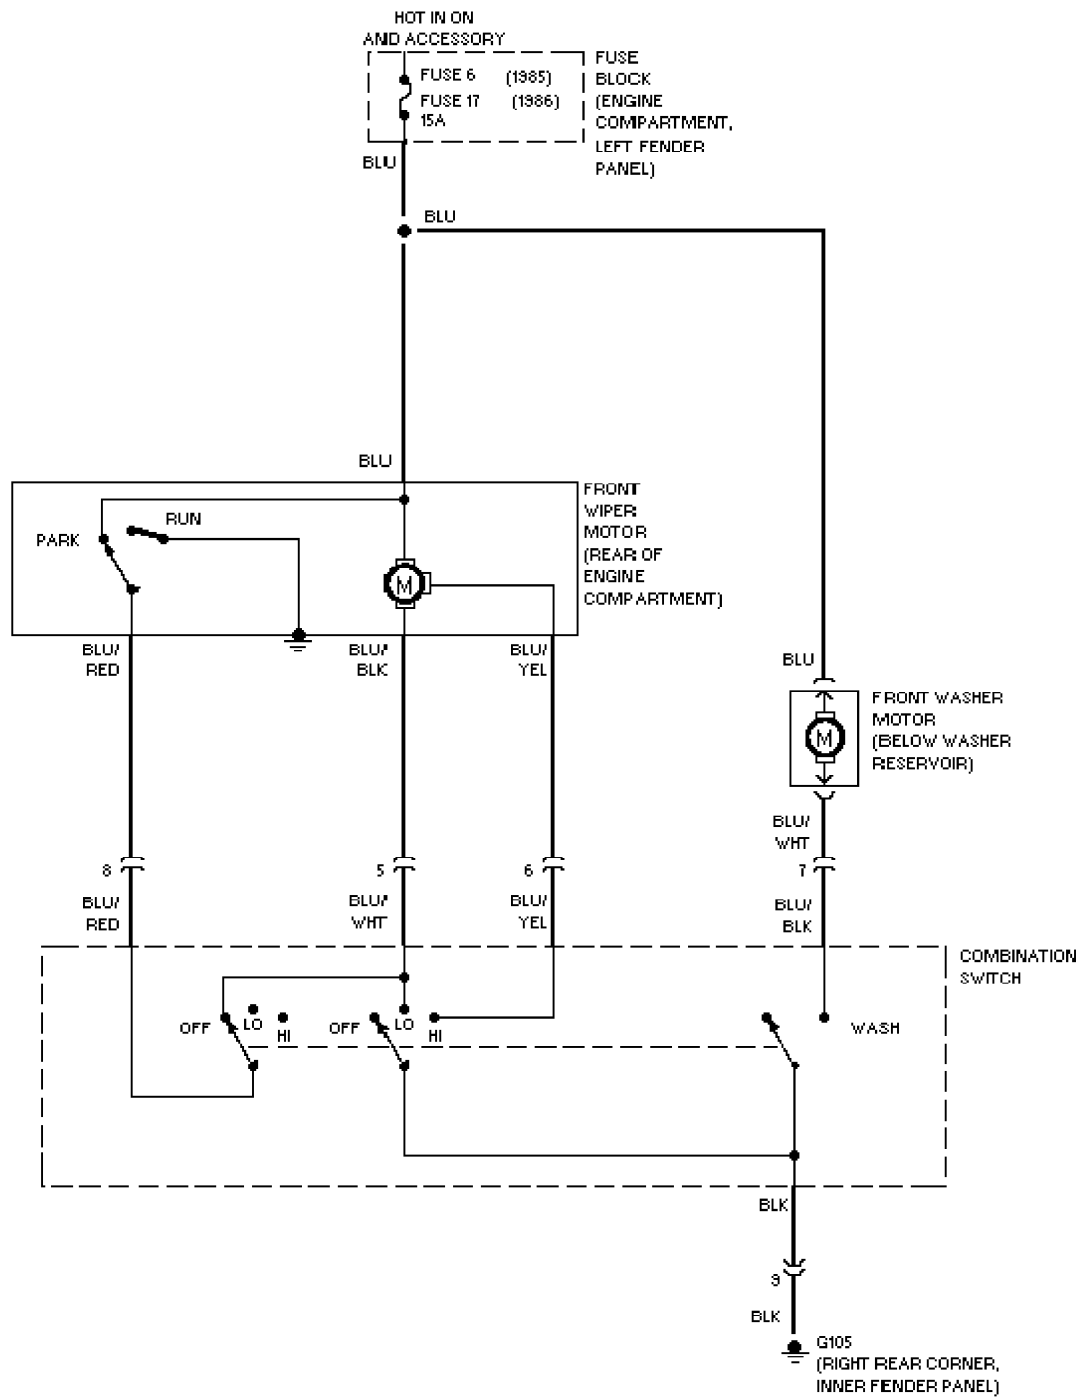 HOT IN ON
AND ACCESSORY
FUSE 6 (1985)
FUSE 17 (1986)
15A
FUSE
BLOCK
(ENGINE
COMPARTMENT,
LEFT FENDER
PANEL)
BLU
BLU
BLU
PARK
RUN
M
FRONT
WIPER
MOTOR
(REAR OF
ENGINE
COMPARTMENT)
BLU/
RED
BLU/
BLK
BLU/
YEL
BLU
M
FRONT WASHER
MOTOR
(BELOW WASHER
RESERVOIR)
BLU/
WHT
8
5
6
7
BLU/
RED
BLU/
WHT
BLU/
YEL
BLU/
BLK
COMBINATION
SWITCH
OFF
LO
HI
OFF
LO
HI
WASH
BLK
9
BLK
G105
(RIGHT REAR CORNER,
INNER FENDER PANEL)